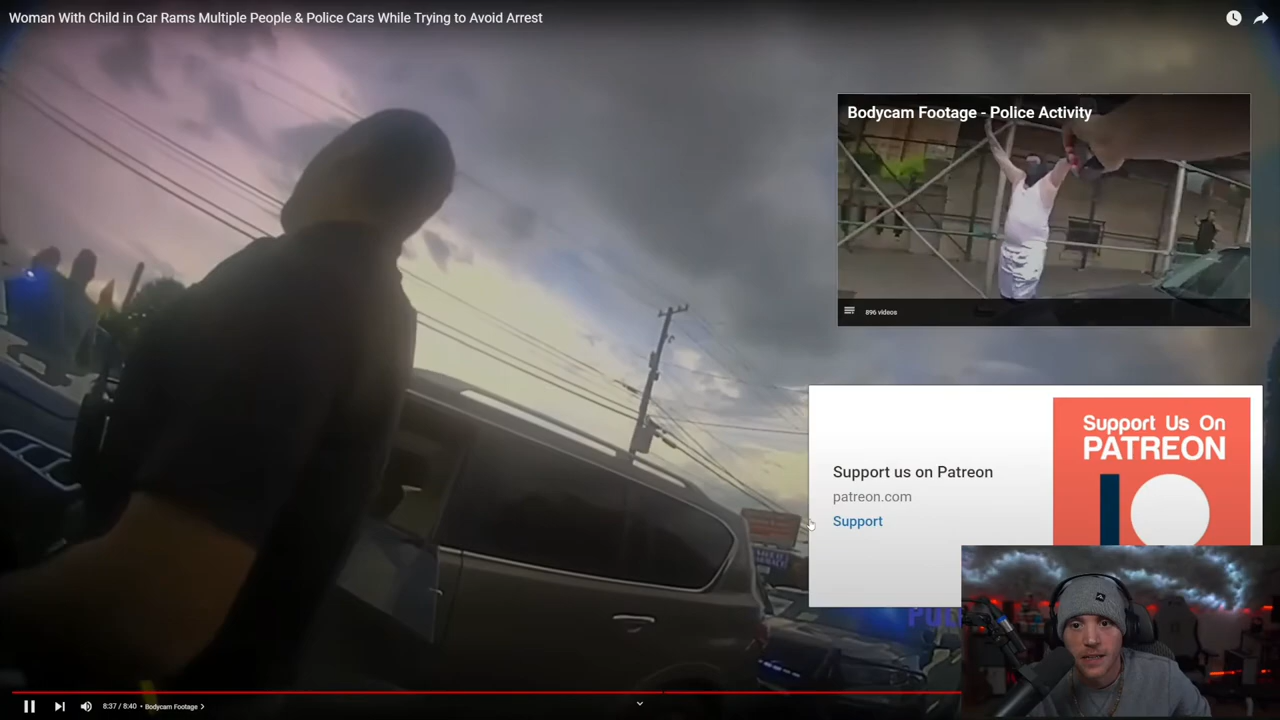 Woman With Child in Car Rams Multiple People & Police Cars While Trying to Avoid Arrest
Bodycam Footage - Police Activity
896 videos
Support us on Patreon
patreon.com
Support
Support Us On
PATREON
8:37 / 8:40 • Bodycam Footage >